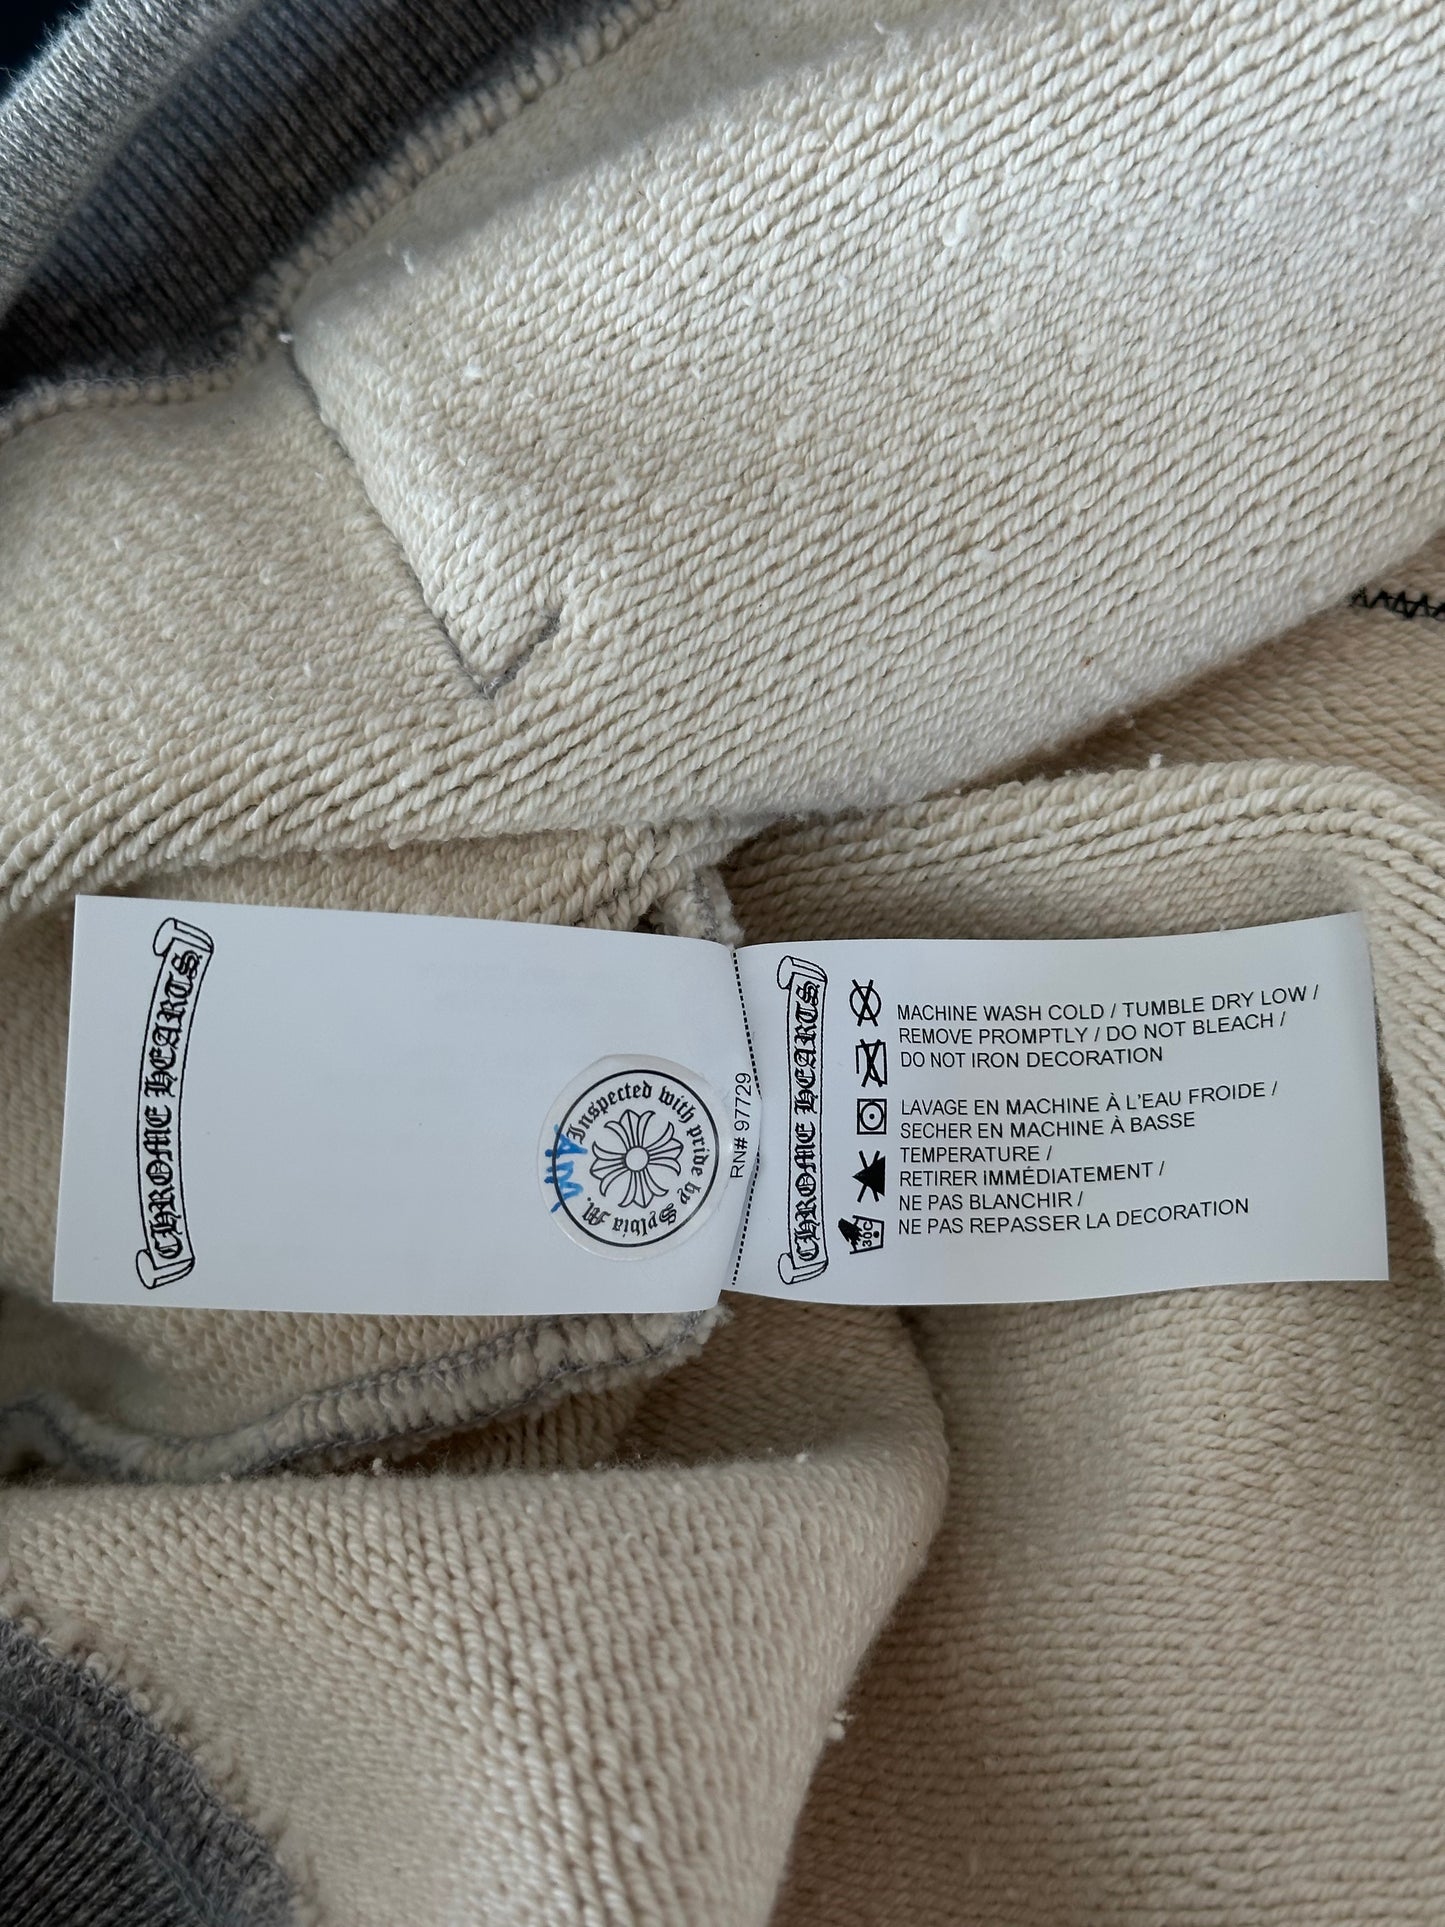 CHROME HEARTS
Inspected with pride by Sylvia M.
AM
RN# 97729
CHROME HEARTS
MACHINE WASH COLD / TUMBLE DRY LOW /
REMOVE PROMPTLY / DO NOT BLEACH /
DO NOT IRON DECORATION
LAVAGE EN MACHINE À L'EAU FROIDE /
SECHER EN MACHINE À BASSE
TEMPERATURE /
RETIRER IMMÉDIATEMENT /
NE PAS BLANCHIR /
NE PAS REPASSER LA DECORATION
30C